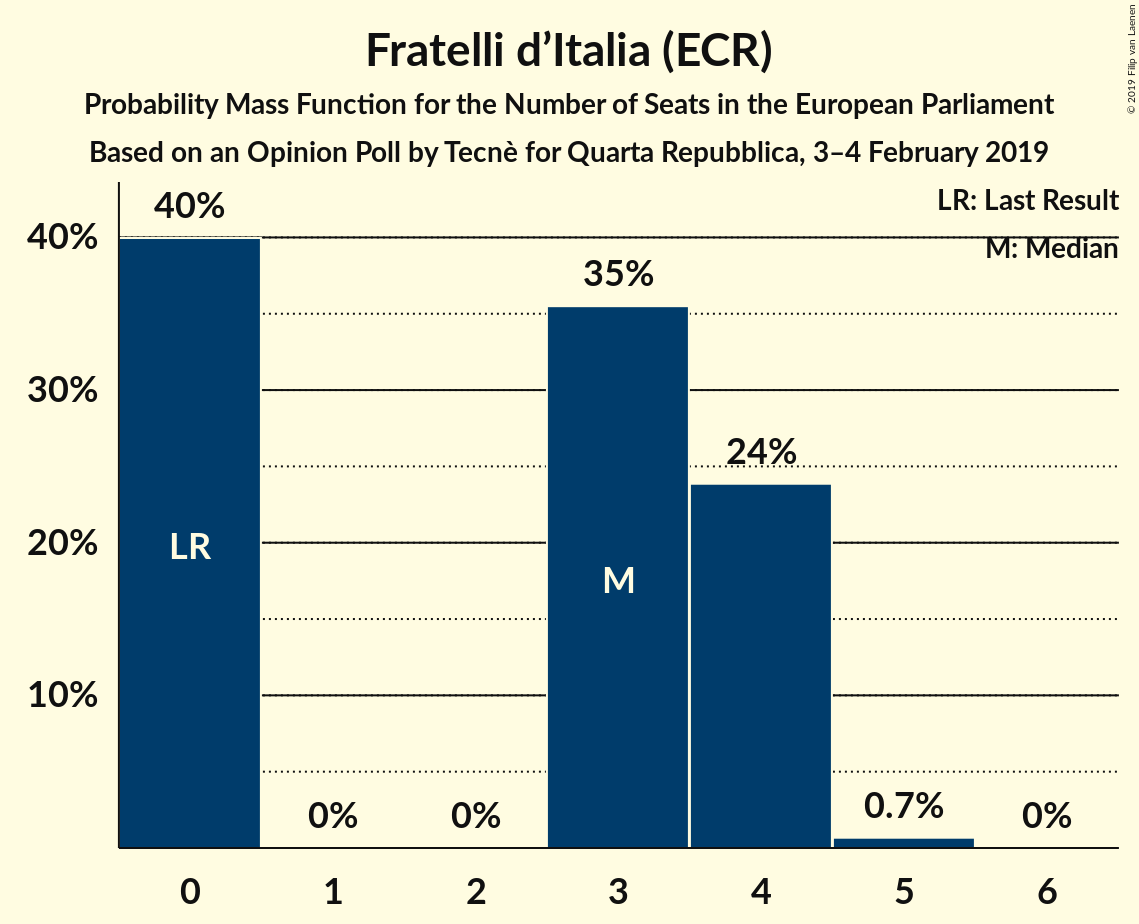 © 2019 Filip van Laenen
Fratelli d’Italia (ECR)
Probability Mass Function for the Number of Seats in the European Parliament
Based on an Opinion Poll by Tecnè for Quarta Repubblica, 3–4 February 2019
LR: Last Result
M: Median
40%
30%
20%
10%
40%
0%
0%
35%
24%
0.7%
0%
LR
M
0 1 2 3 4 5 6